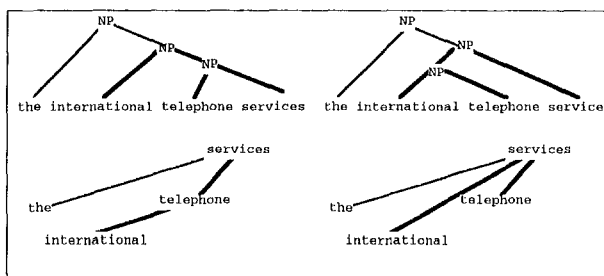 NP NP
NP NP
NP NP
the international telephone services the international telephone service
services services
the telephone the telephone
international international